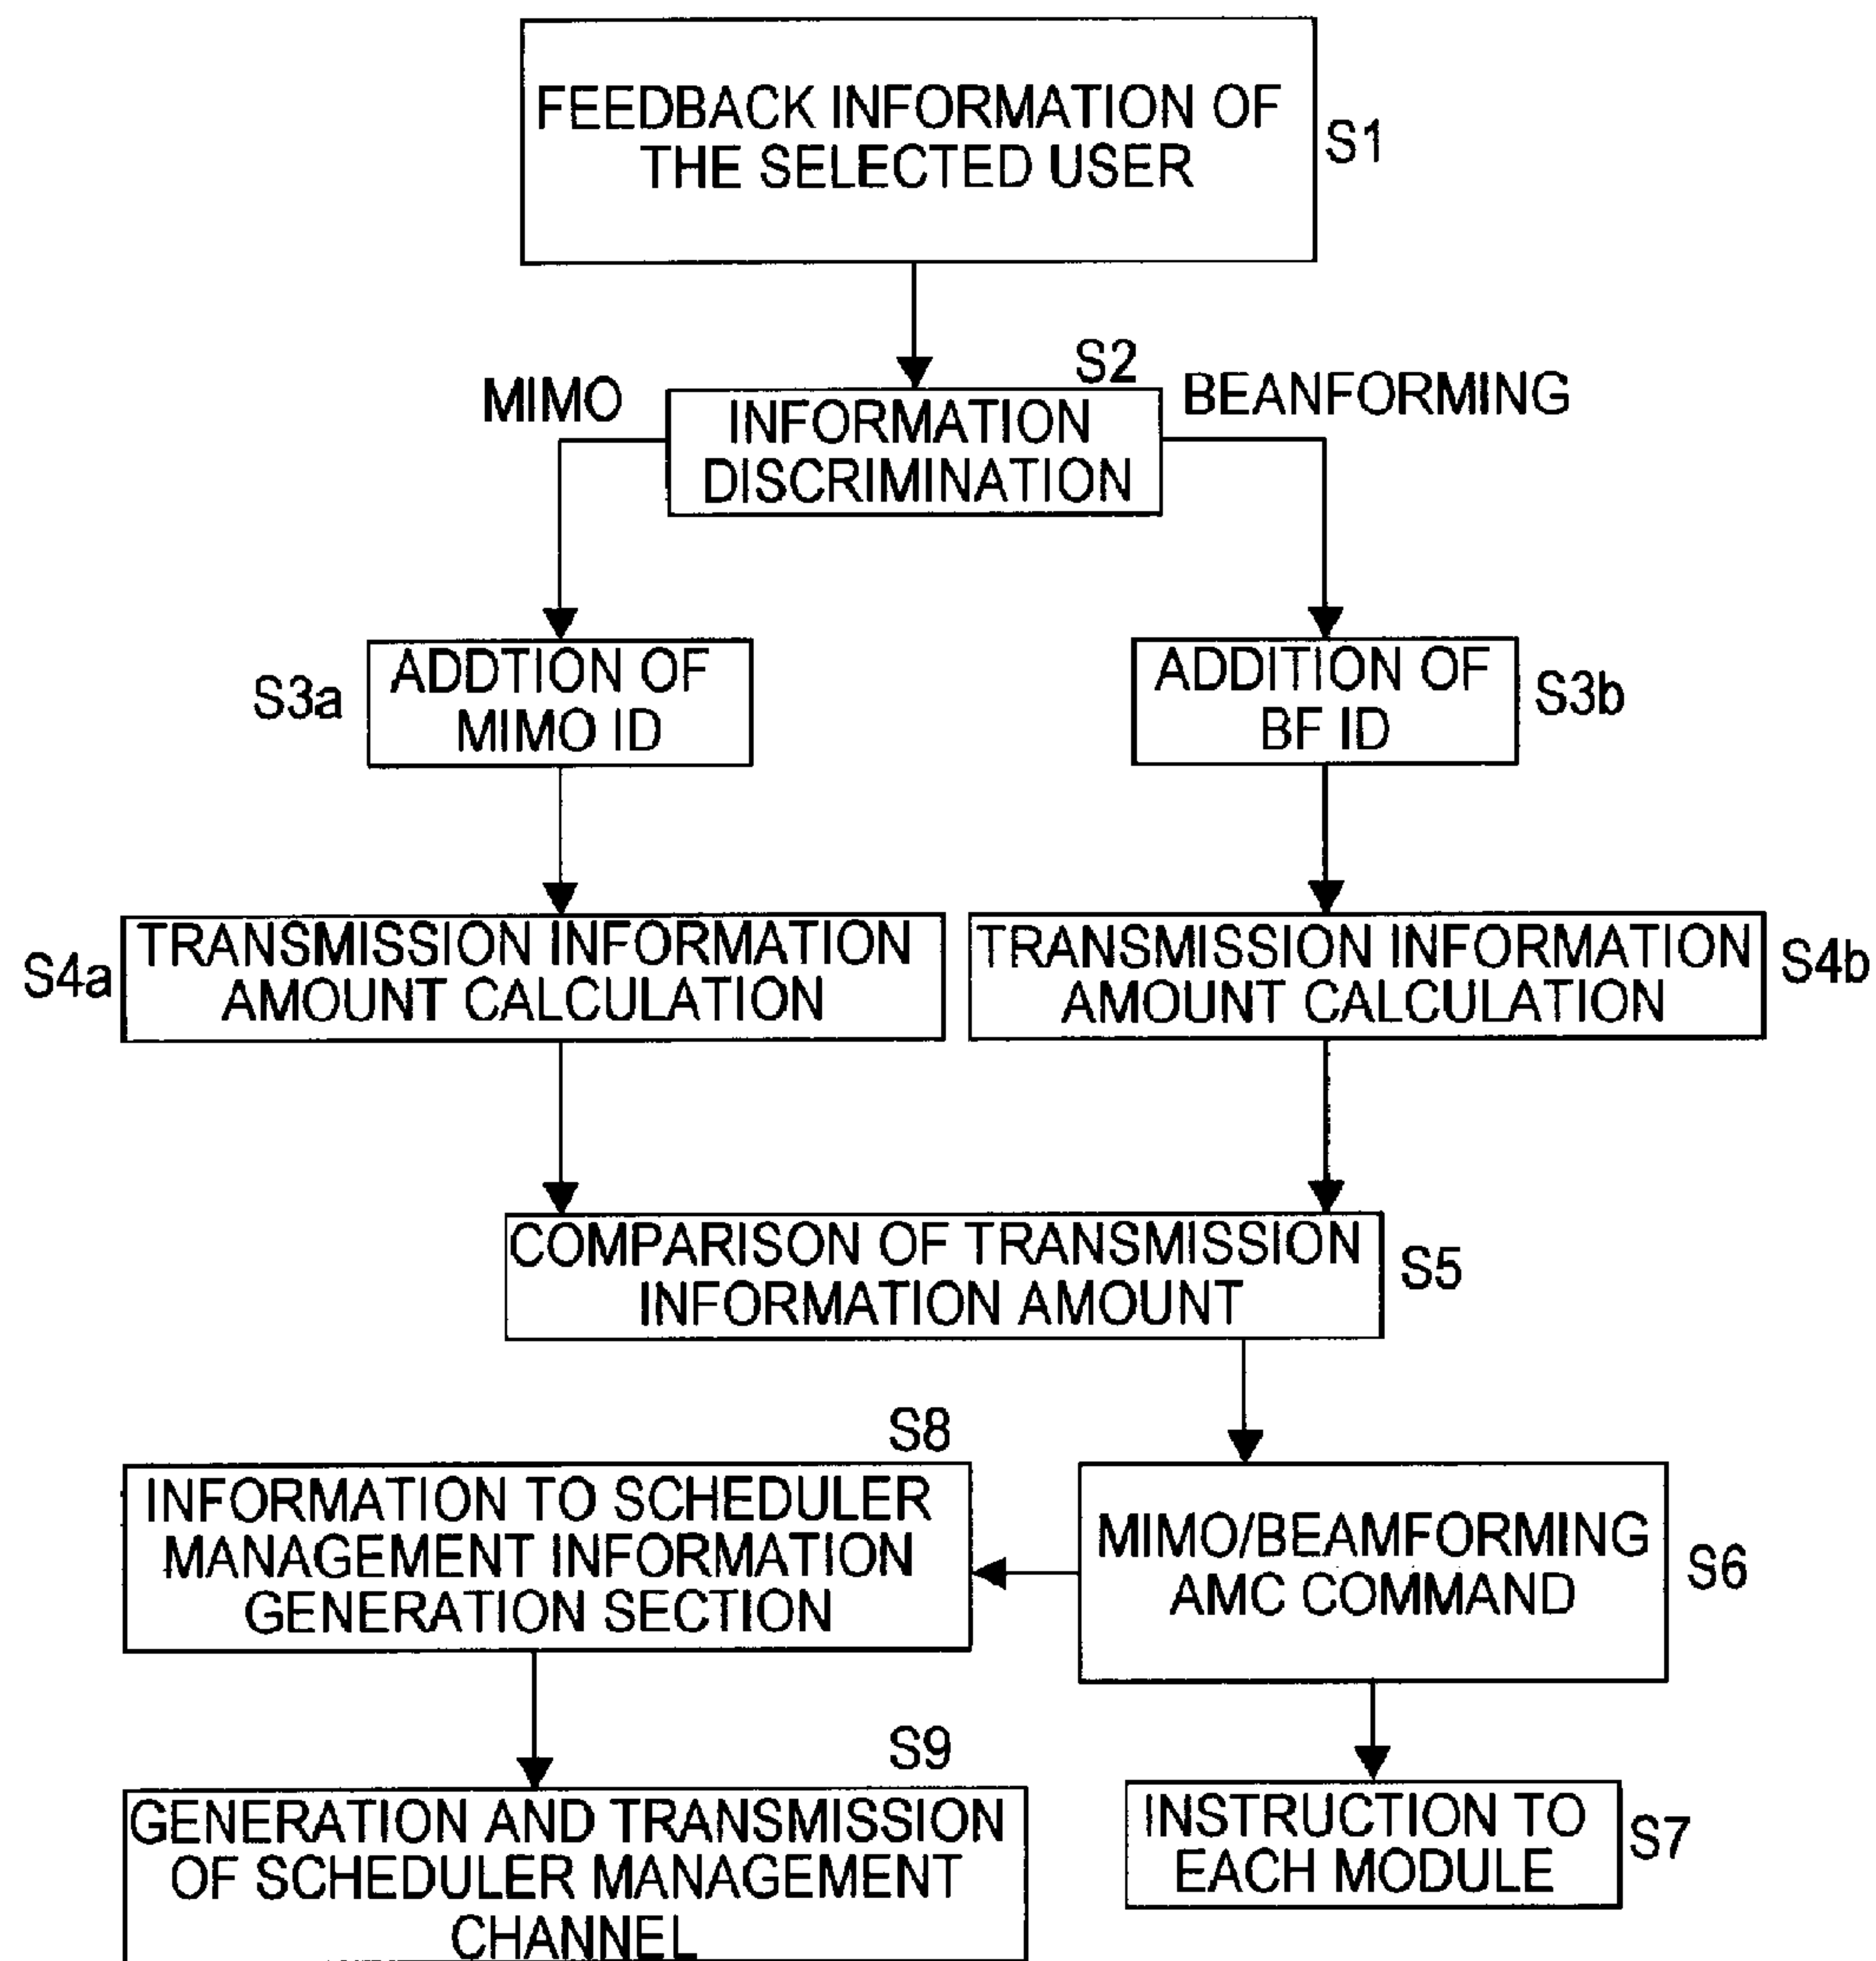 FEEDBACK INFORMATION OF
THE SELECTED USER
S1
S2
MIMO
BEANFORMING
INFORMATION
DISCRIMINATION
S3a
ADDTION OF
MIMO ID
ADDITION OF
BF ID
S3b
S4a
TRANSMISSION INFORMATION
AMOUNT CALCULATION
TRANSMISSION INFORMATION
AMOUNT CALCULATION
S4b
COMPARISON OF TRANSMISSION
INFORMATION AMOUNT
S5
S8
INFORMATION TO SCHEDULER
MANAGEMENT INFORMATION
GENERATION SECTION
MIMO/BEAMFORMING
AMC COMMAND
S6
S9
GENERATION AND TRANSMISSION
OF SCHEDULER MANAGEMENT
CHANNEL
INSTRUCTION TO
EACH MODULE
S7